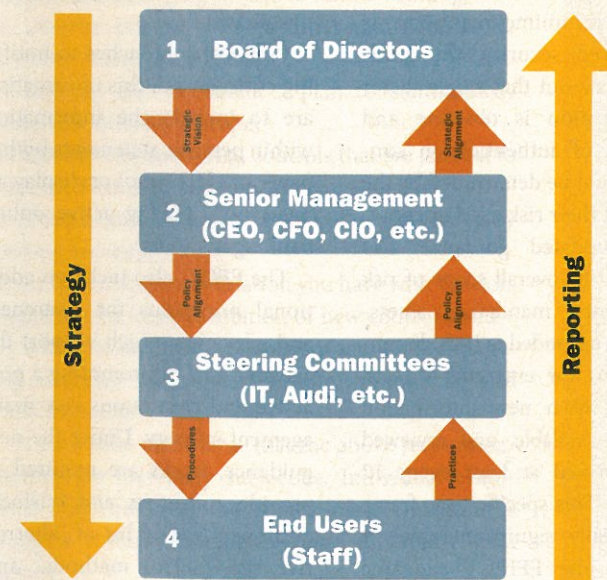 1 Board of Directors
Strategic Vision
Strategic Alignment
2 Senior Management
(CEO, CFO, CIO, etc.)
Strategy
Reporting
Policy Alignment
Policy Alignment
3 Steering Committees
(IT, Audi, etc.)
Procedures
Practices
4 End Users
(Staff)